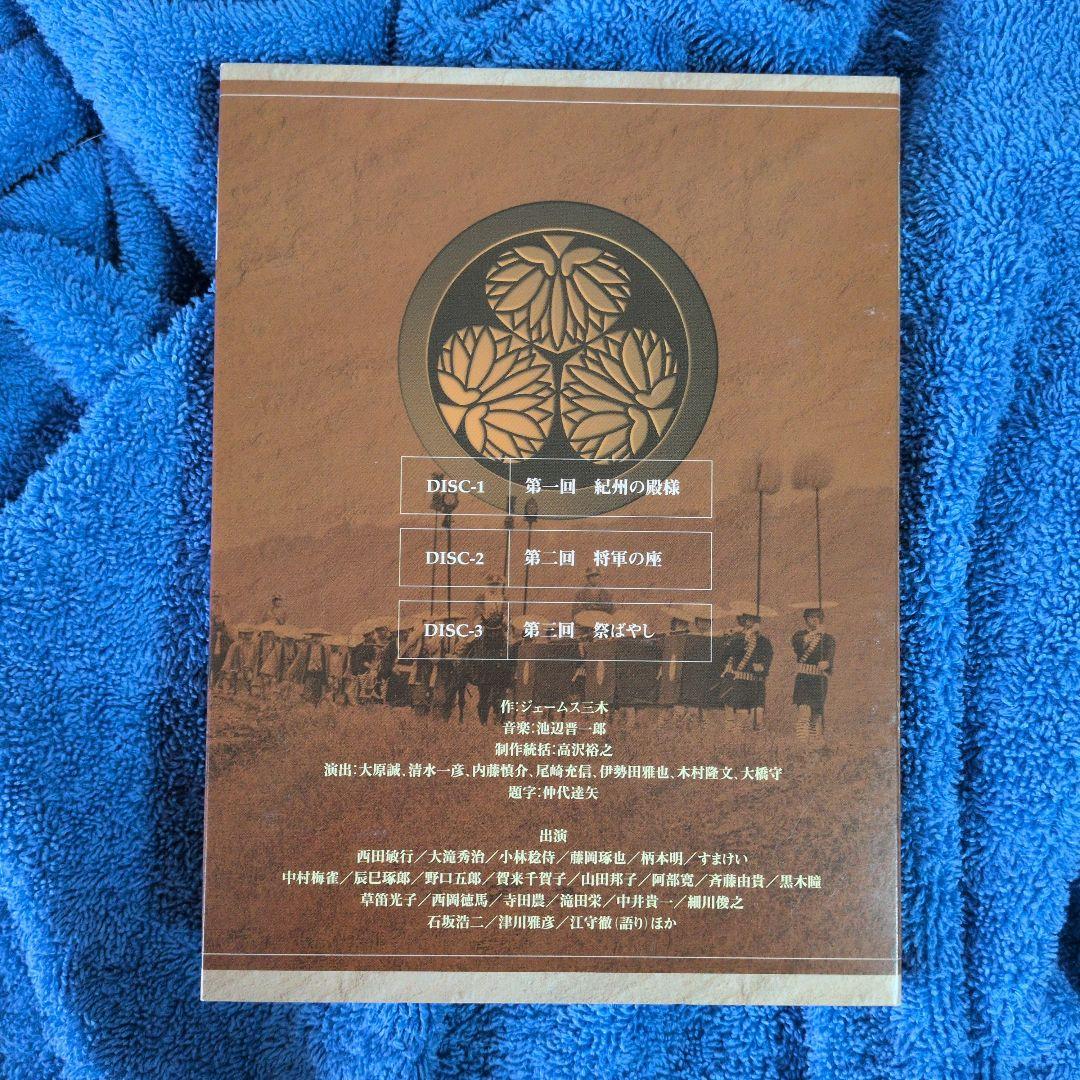 DISC-1 第一回 紀州の殿様
DISC-2 第二回 将軍の座
DISC-3 第三回 祭ばやし
作:ジェームス三木
音楽:池辺晋一郎
制作統括:高沢裕之
演出:大原誠、清水一彦、内藤慎介、尾崎充信、伊勢田雅也、木村隆文、大橋守
題字:仲代達矢
出演
西田敏行/大滝秀治/小林稔侍/藤岡琢也/柄本明/すまけい
中村梅雀/辰巳琢郎/野口五郎/賀来千賀子/山田邦子/阿部寛/斉藤由貴/黒木瞳
草笛光子/西岡徳馬/寺田農/滝田栄/中井貴一/細川俊之
石坂浩二/津川雅彦/江守徹(語り)ほか